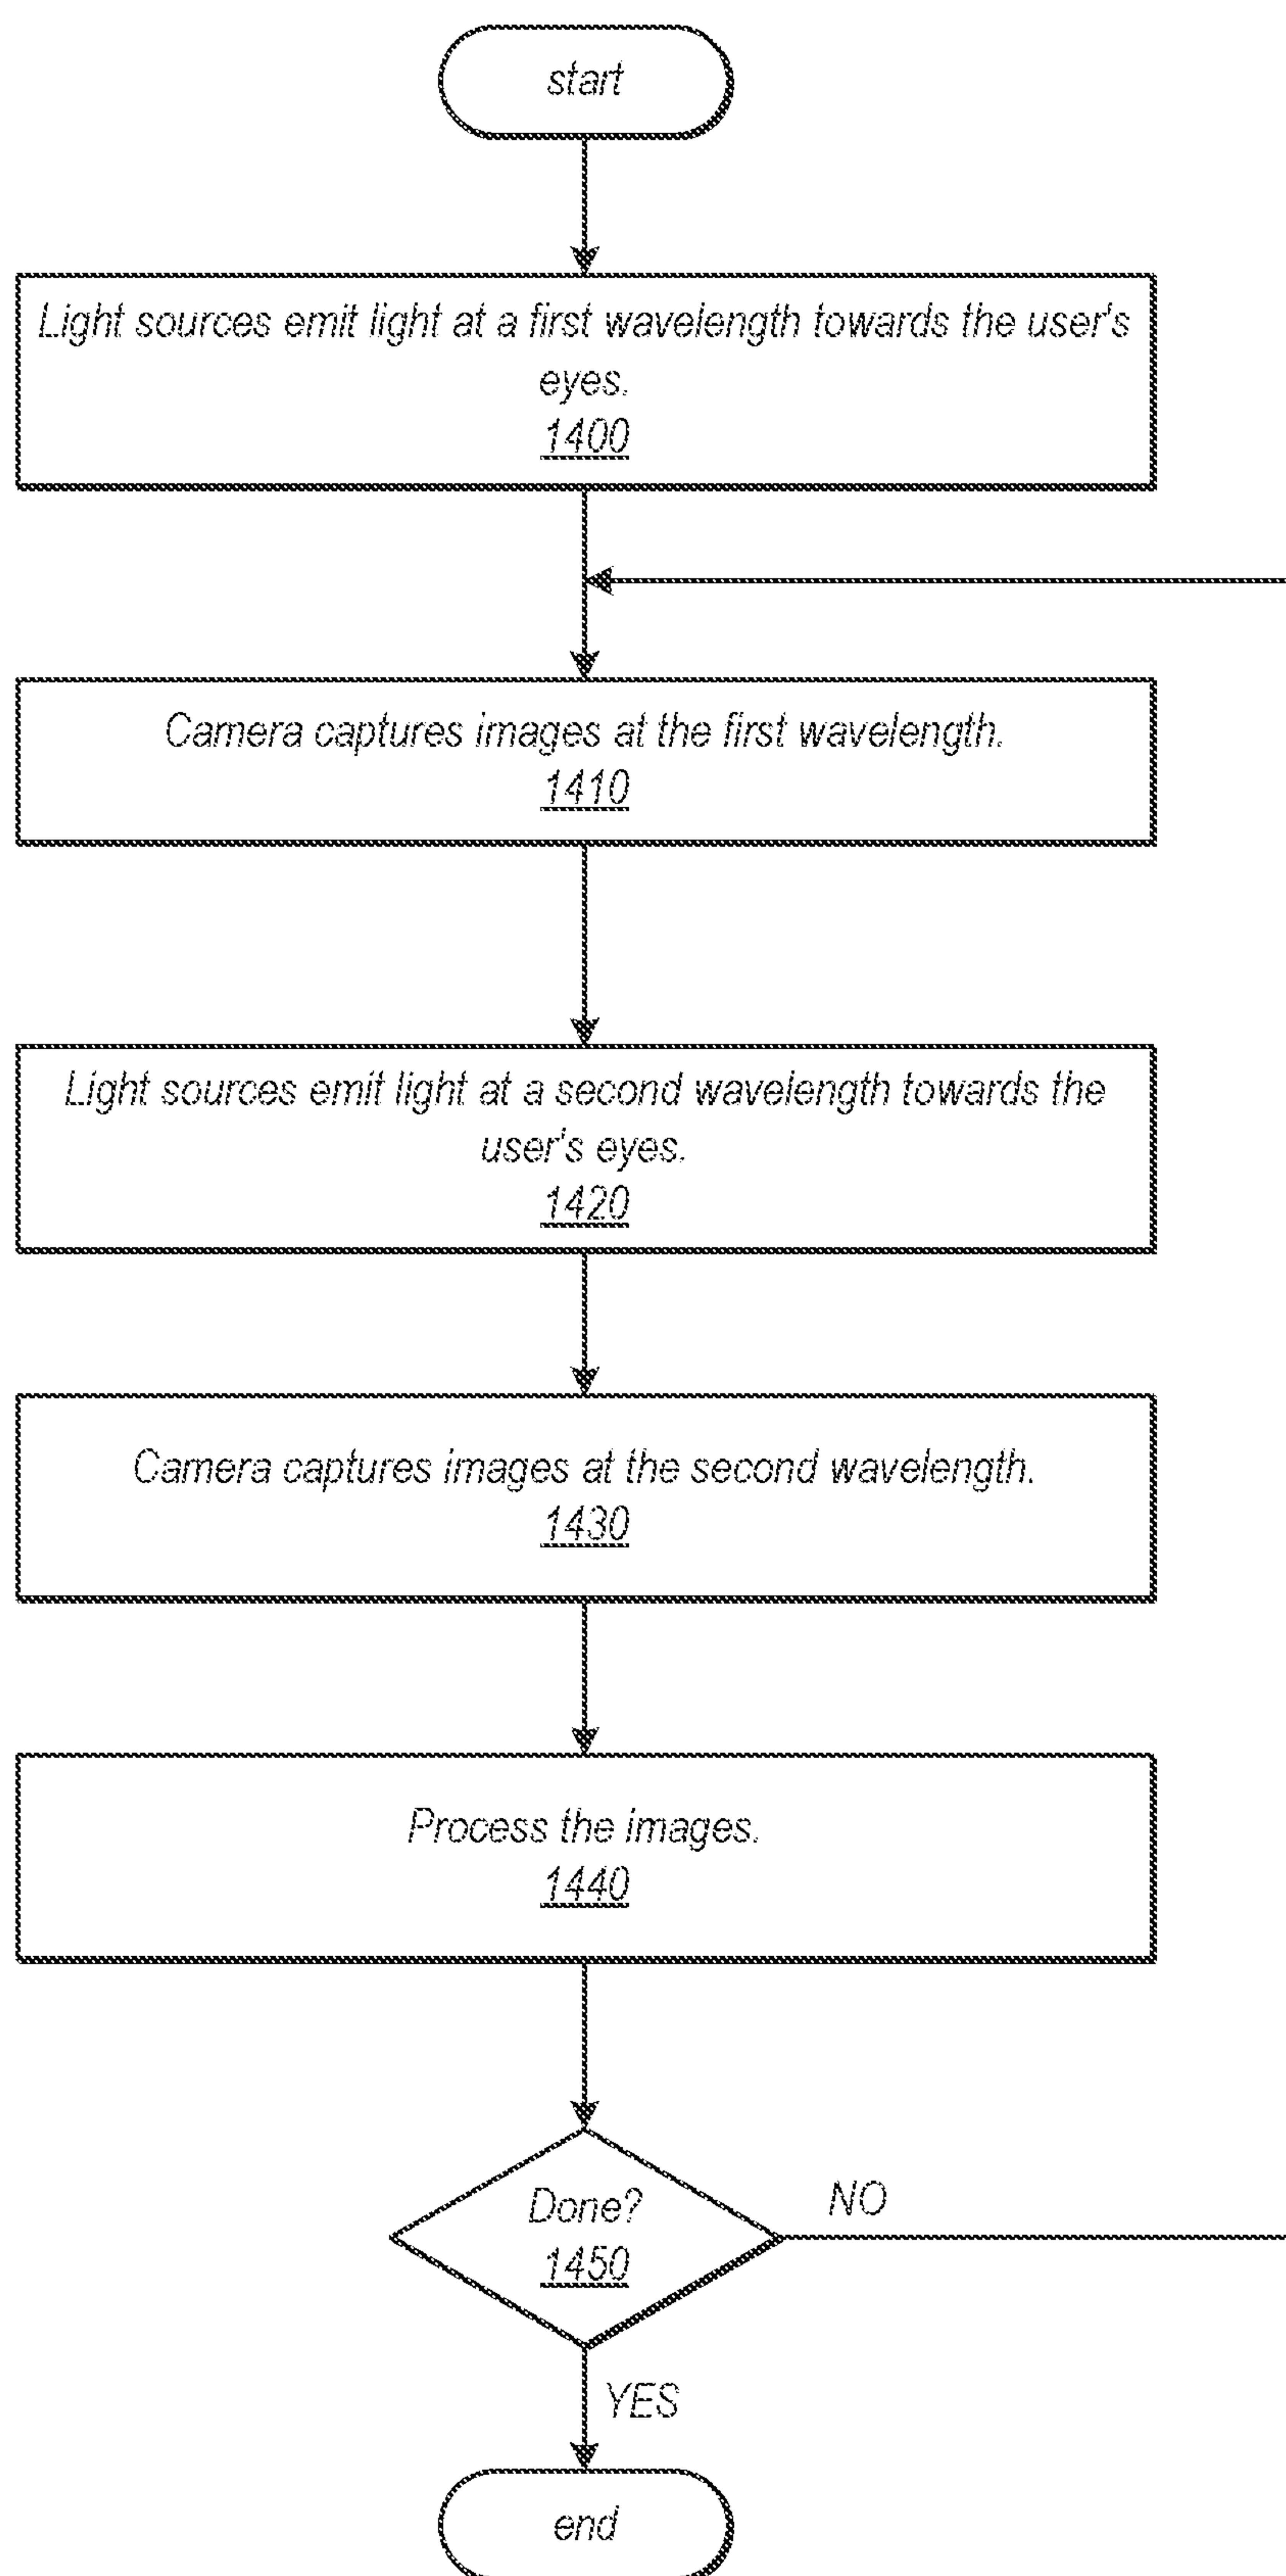 start
Light sources emit light at a first wavelength towards the user's
eyes.
1400
Camera captures images at the first wavelength.
1410
Light sources emit light at a second wavelength towards the
user's eyes.
1420
Camera captures images at the second wavelength.
1430
Process the images.
1440
Done?
1450
NO
YES
end